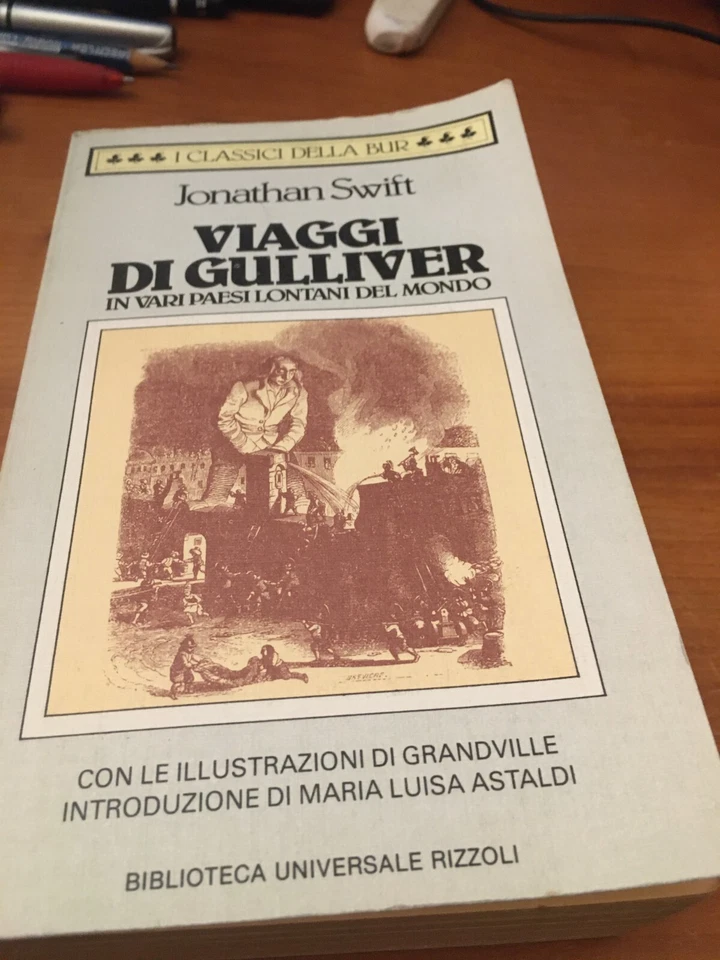 I CLASSICI DELLA BUR
Jonathan Swift
VIAGGI
DI GULLIVER
IN VARI PAESI LONTANI DEL MONDO
CON LE ILLUSTRAZIONI DI GRANDVILLE
INTRODUZIONE DI MARIA LUISA ASTALDI
BIBLIOTECA UNIVERSALE RIZZOLI